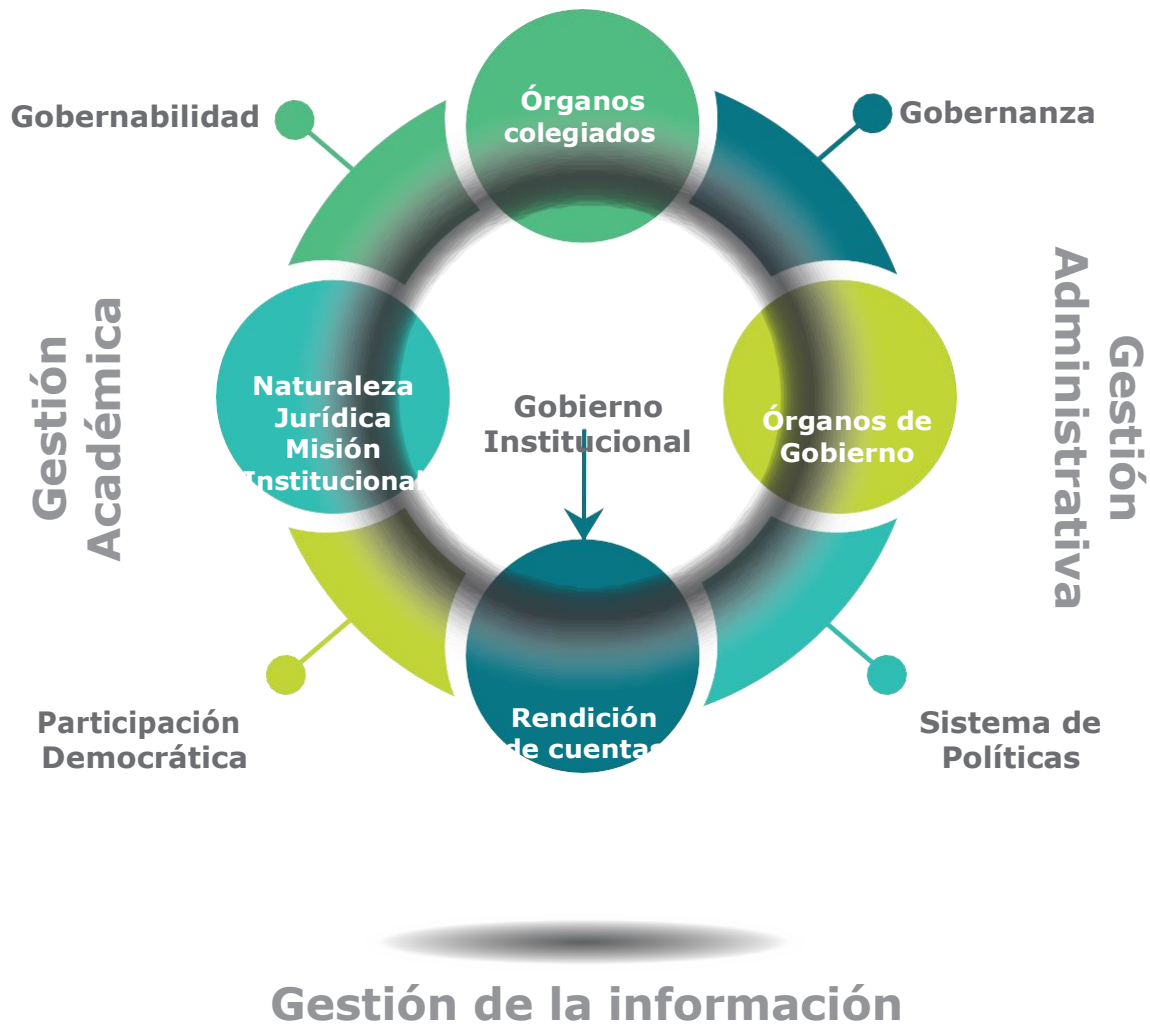 Órganos
colegiados
Gobernabilidad
Gobernanza
Gestión
Académica
Naturaleza
Jurídica
Misión
Institucional
Gobierno
Institucional
Órganos de
Gobierno
Gestión
Administrativa
Participación
Democrática
Rendición
de cuentas
Sistema de
Políticas
Gestión de la información